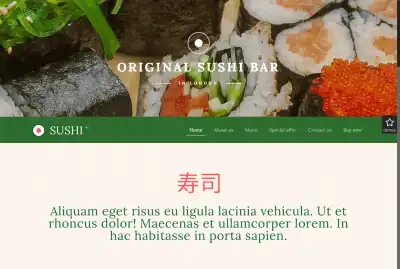 ORIGINAL SUSHI BAR
IN LONDON
SUSHI
Home About us Menu Special offer Contact us Buy now!
demos
寿司
Aliquam eget risus eu ligula lacinia vehicula. Ut et
rhoncus dolor! Maecenas et ullamcorper lorem. In
hac habitasse in porta sapien.